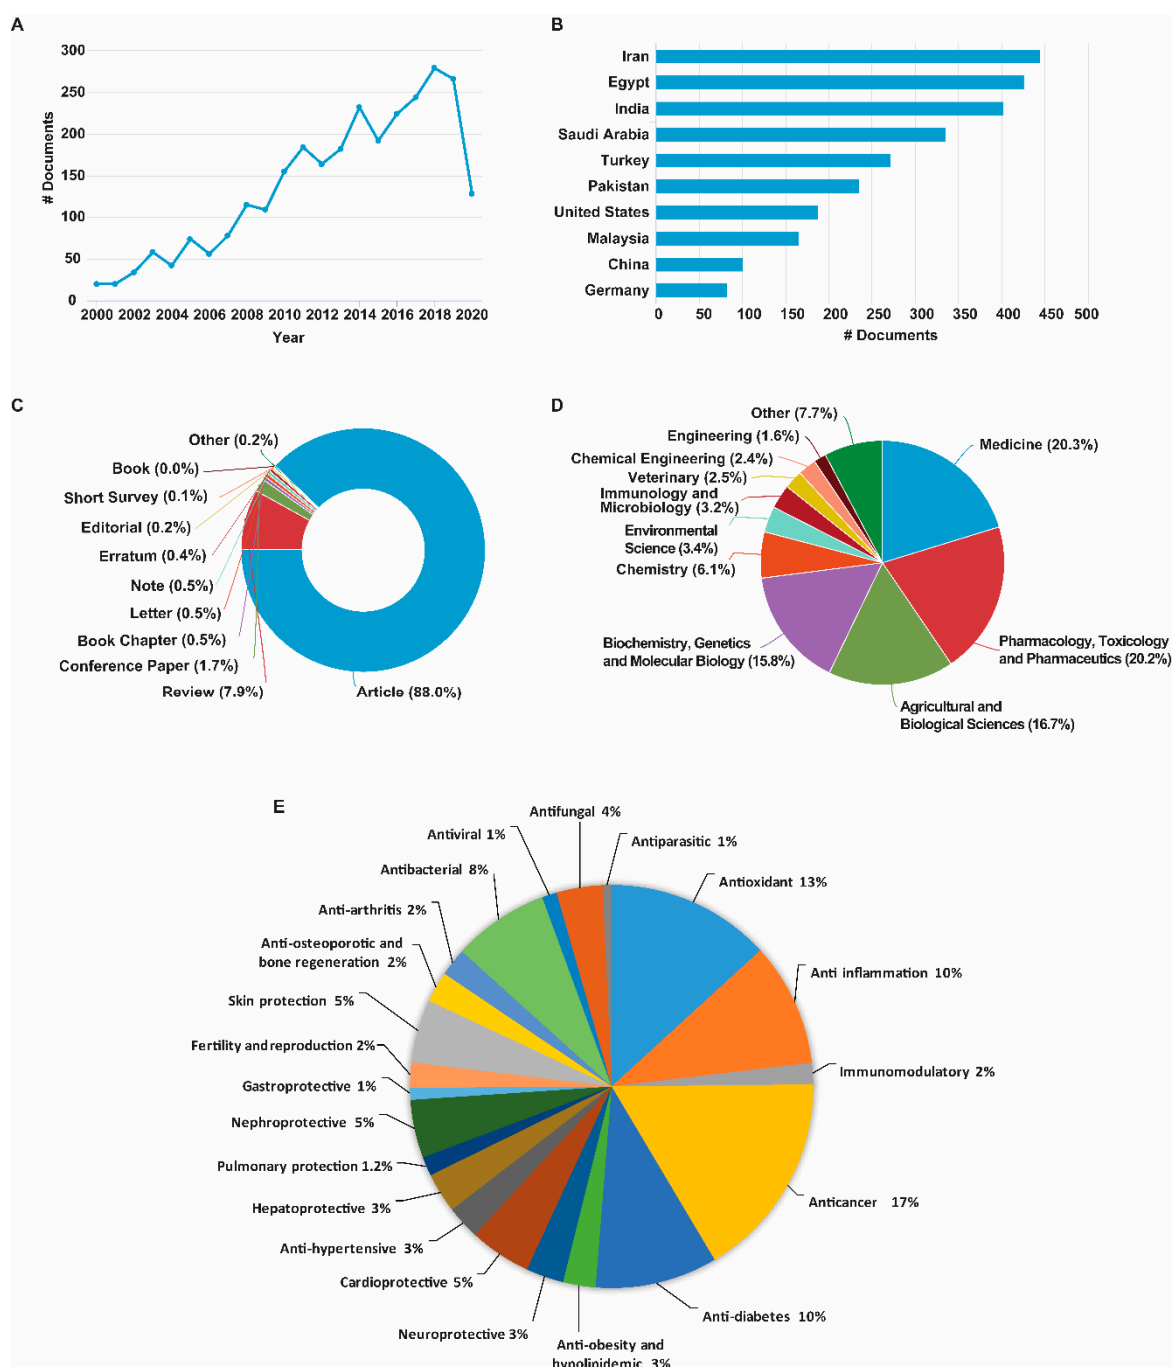 A
300
250
200
150
100
50
0
# Documents
2000 2002 2004 2006 2008 2010 2012 2014 2016 2018 2020
Year
B
Iran
Egypt
India
Saudi Arabia
Turkey
Pakistan
United States
Malaysia
China
Germany
0 50 100 150 200 250 300 350 400 450 500
# Documents
C
Other (0.2%)
Book (0.0%)
Short Survey (0.1%)
Editorial (0.2%)
Erratum (0.4%)
Note (0.5%)
Letter (0.5%)
Book Chapter (0.5%)
Conference Paper (1.7%)
Review (7.9%)
Article (88.0%)
D
Other (7.7%)
Engineering (1.6%)
Chemical Engineering (2.4%)
Veterinary (2.5%)
Immunology and
Microbiology (3.2%)
Environmental
Science (3.4%)
Chemistry (6.1%)
Biochemistry, Genetics
and Molecular Biology (15.8%)
Agricultural and
Biological Sciences (16.7%)
Pharmacology, Toxicology
and Pharmaceutics (20.2%)
Medicine (20.3%)
E
Antifungal 4%
Antiviral 1%
Antiparasitic 1%
Antibacterial 8%
Antioxidant 13%
Anti-arthritis 2%
Anti-osteoporotic and
bone regeneration 2%
Anti inflammation 10%
Skin protection 5%
Fertility and reproduction 2%
Immunomodulatory 2%
Gastroprotective 1%
Nephroprotective 5%
Pulmonary protection 1.2%
Anticancer 17%
Hepatoprotective 3%
Anti-hypertensive 3%
Cardioprotective 5%
Anti-diabetes 10%
Neuroprotective 3%
Anti-obesity and
hypolipidemic 3%